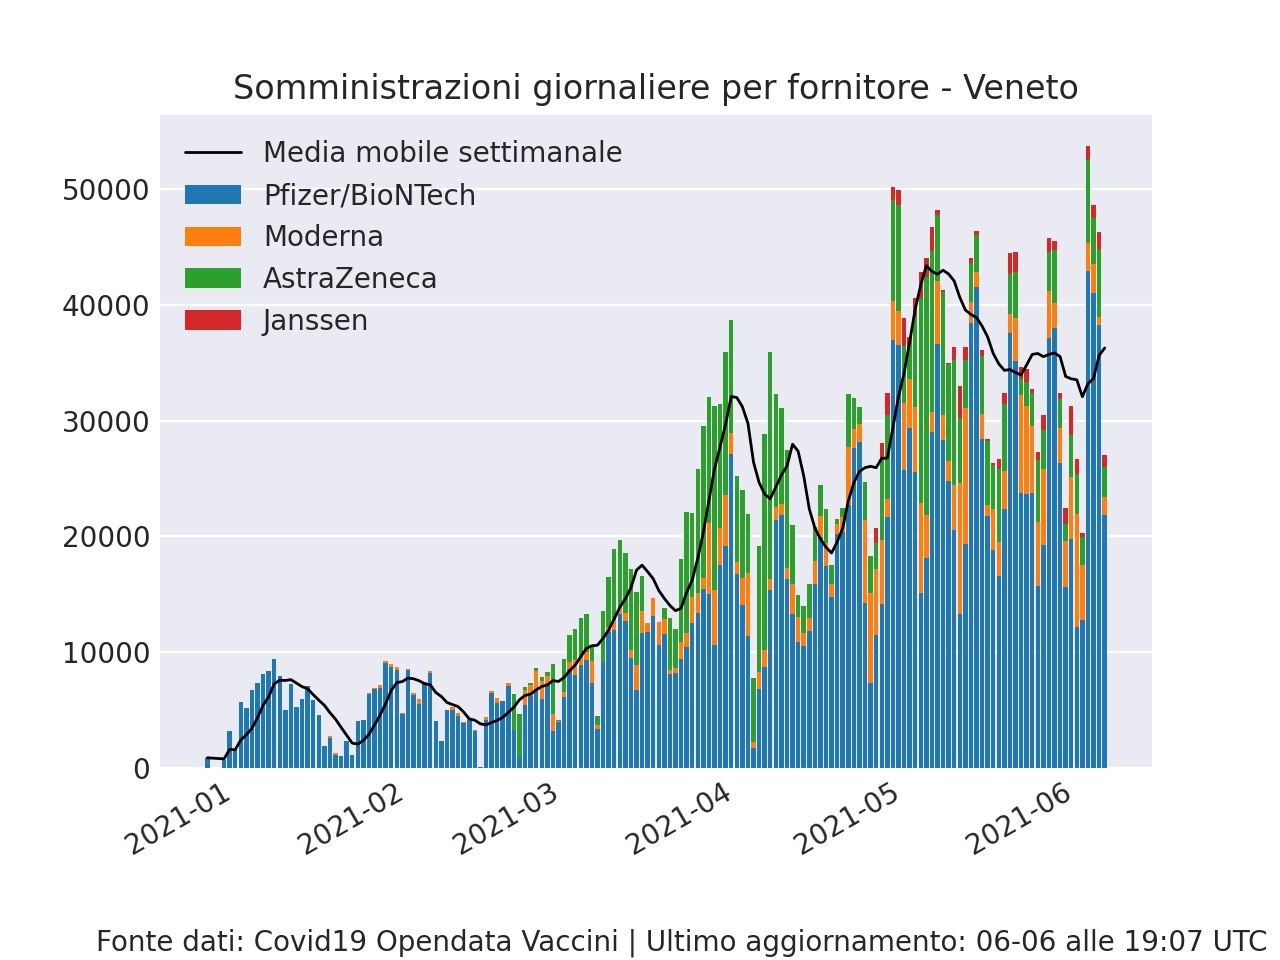 Somministrazioni giornaliere per fornitore - Veneto
Media mobile settimanale
Pfizer/BioNTech
Moderna
AstraZeneca
Janssen
50000
40000
30000
20000
10000
0
2021-01
2021-02
2021-03
2021-04
2021-05
2021-06
Fonte dati: Covid19 Opendata Vaccini | Ultimo aggiornamento: 06-06 alle 19:07 UTC